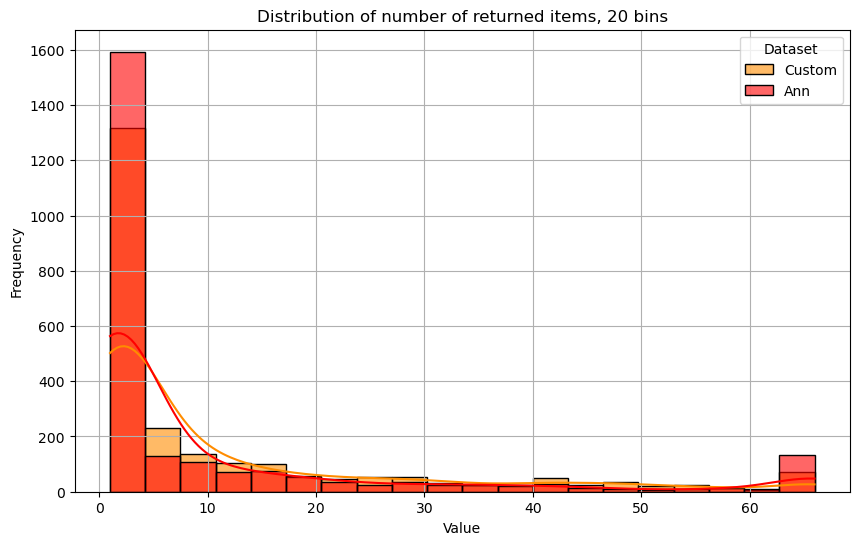 Distribution of number of returned items, 20 bins
Dataset
Custom
Ann
1600
1400
1200
1000
800
600
400
200
0
Frequency
0 10 20 30 40 50 60
Value